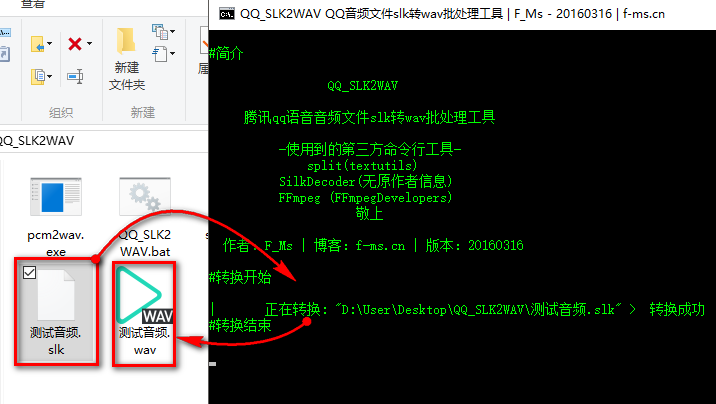 查看
新建
文件夹
组织
QQ_SLK2WAV
pcm2wav.
exe
QQ_SLK2
WAV.bat
测试音频.
slk
WAV
测试音频.
wav
C:\.
QQ_SLK2WAV QQ音频文件slk转wav批处理工具 | F_Ms - 20160316 | f-ms.cn
#简介
QQ_SLK2WAV
腾讯qq语音音频文件slk转wav批处理工具
-使用到的第三方命令行工具-
split(textutils)
SilkDecoder(无原作者信息)
FFmpeg (FFmpegDevelopers)
敬上
作者: F_Ms | 博客: f-ms.cn | 版本: 20160316
#转换开始
| 正在转换: "D:\User\Desktop\QQ_SLK2WAV\测试音频.slk" > 转换成功
#转换结束